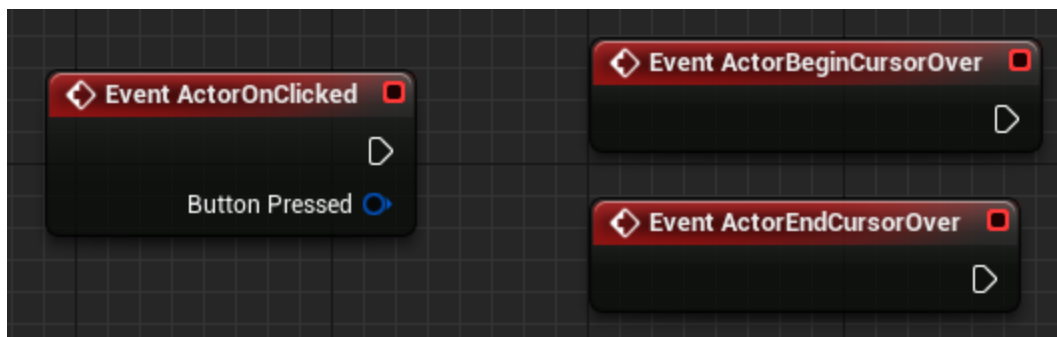 Event ActorOnClicked
Button Pressed
Event ActorBeginCursorOver
Event ActorEndCursorOver